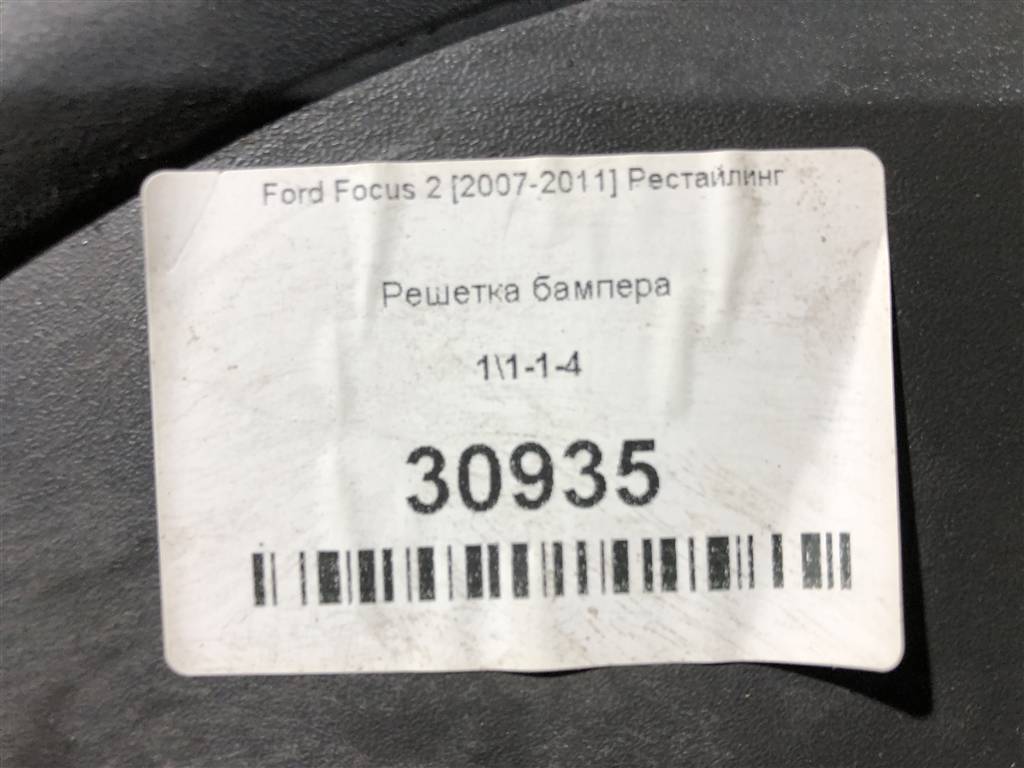 Ford Focus 2 [2007-2011] Рестайлинг
Решетка бампера
1\1-1-4
30935